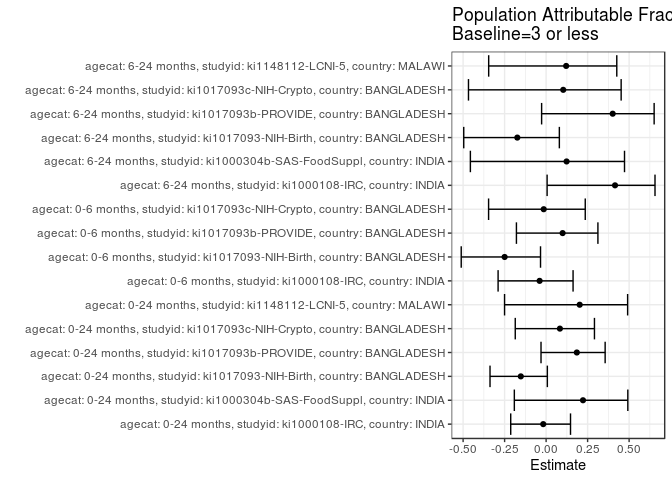 Population Attributable Frac
Baseline=3 or less
agecat: 6-24 months, studyid: ki1148112-LCNI-5, country: MALAWI
agecat: 6-24 months, studyid: ki1017093c-NIH-Crypto, country: BANGLADESH
agecat: 6-24 months, studyid: ki1017093b-PROVIDE, country: BANGLADESH
agecat: 6-24 months, studyid: ki1017093-NIH-Birth, country: BANGLADESH
agecat: 6-24 months, studyid: ki1000304b-SAS-FoodSuppl, country: INDIA
agecat: 6-24 months, studyid: ki1000108-IRC, country: INDIA
agecat: 0-6 months, studyid: ki1017093c-NIH-Crypto, country: BANGLADESH
agecat: 0-6 months, studyid: ki1017093b-PROVIDE, country: BANGLADESH
agecat: 0-6 months, studyid: ki1017093-NIH-Birth, country: BANGLADESH
agecat: 0-6 months, studyid: ki1000108-IRC, country: INDIA
agecat: 0-24 months, studyid: ki1148112-LCNI-5, country: MALAWI
agecat: 0-24 months, studyid: ki1017093c-NIH-Crypto, country: BANGLADESH
agecat: 0-24 months, studyid: ki1017093b-PROVIDE, country: BANGLADESH
agecat: 0-24 months, studyid: ki1017093-NIH-Birth, country: BANGLADESH
agecat: 0-24 months, studyid: ki1000304b-SAS-FoodSuppl, country: INDIA
agecat: 0-24 months, studyid: ki1000108-IRC, country: INDIA
-0.50 -0.25 0.00 0.25 0.50
Estimate